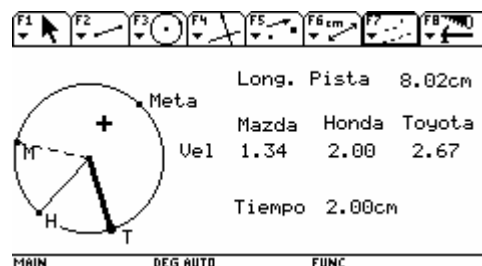 F1 F2 F3 F4 F5 F6 cm F7 F8
Long. Pista 8.02cm
Meta
Mazda Honda Toyota
M Vel 1.34 2.00 2.67
Tiempo 2.00cm
H
T
MAIN DEG AUTO FUNC